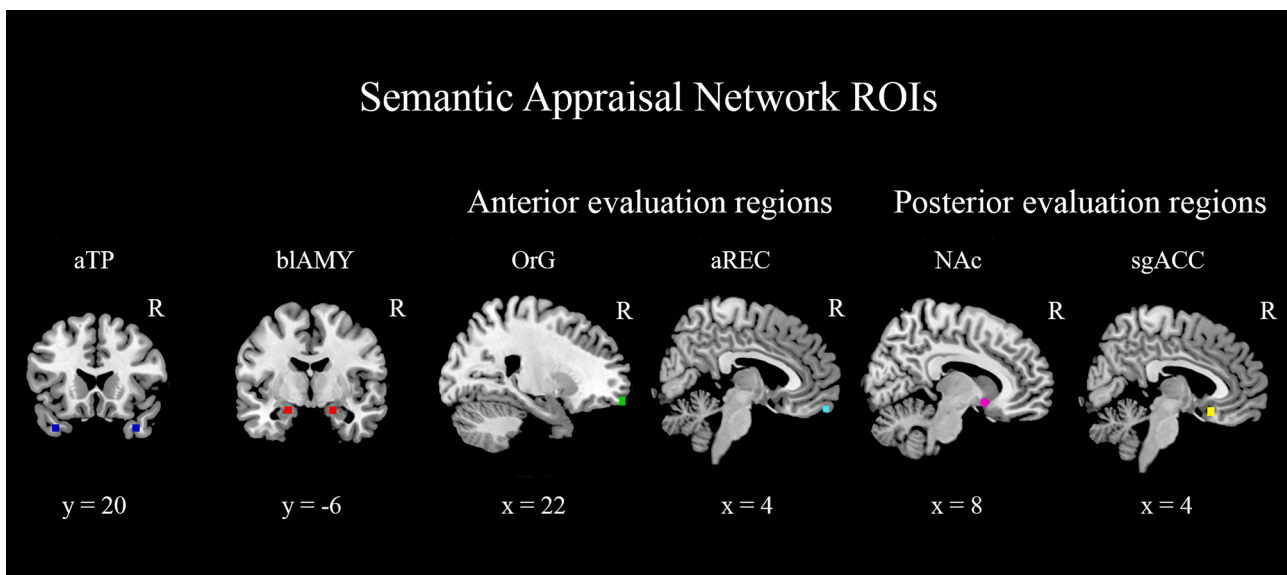 Semantic Appraisal Network ROIs
Anterior evaluation regions Posterior evaluation regions
aTP blAMY OrG aREC NAc sgACC
R R R R R R
y = 20 y = -6 x = 22 x = 4 x = 8 x = 4